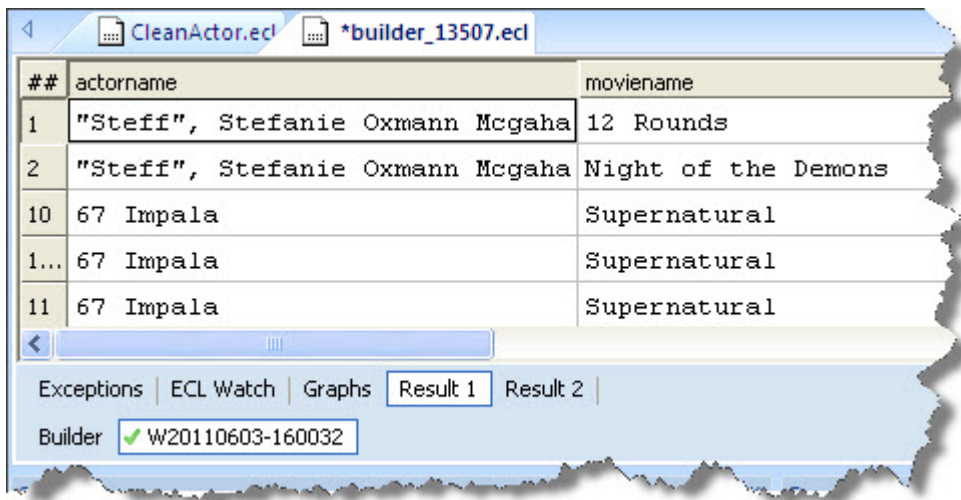 CleanActor.ecl *builder_13507.ecl
## actorname moviename
1 "Steff", Stefanie Oxmann Mcgaha 12 Rounds
2 "Steff", Stefanie Oxmann Mcgaha Night of the Demons
10 67 Impala Supernatural
1... 67 Impala Supernatural
11 67 Impala Supernatural
Exceptions ECL Watch Graphs Result 1 Result 2
Builder W20110603-160032